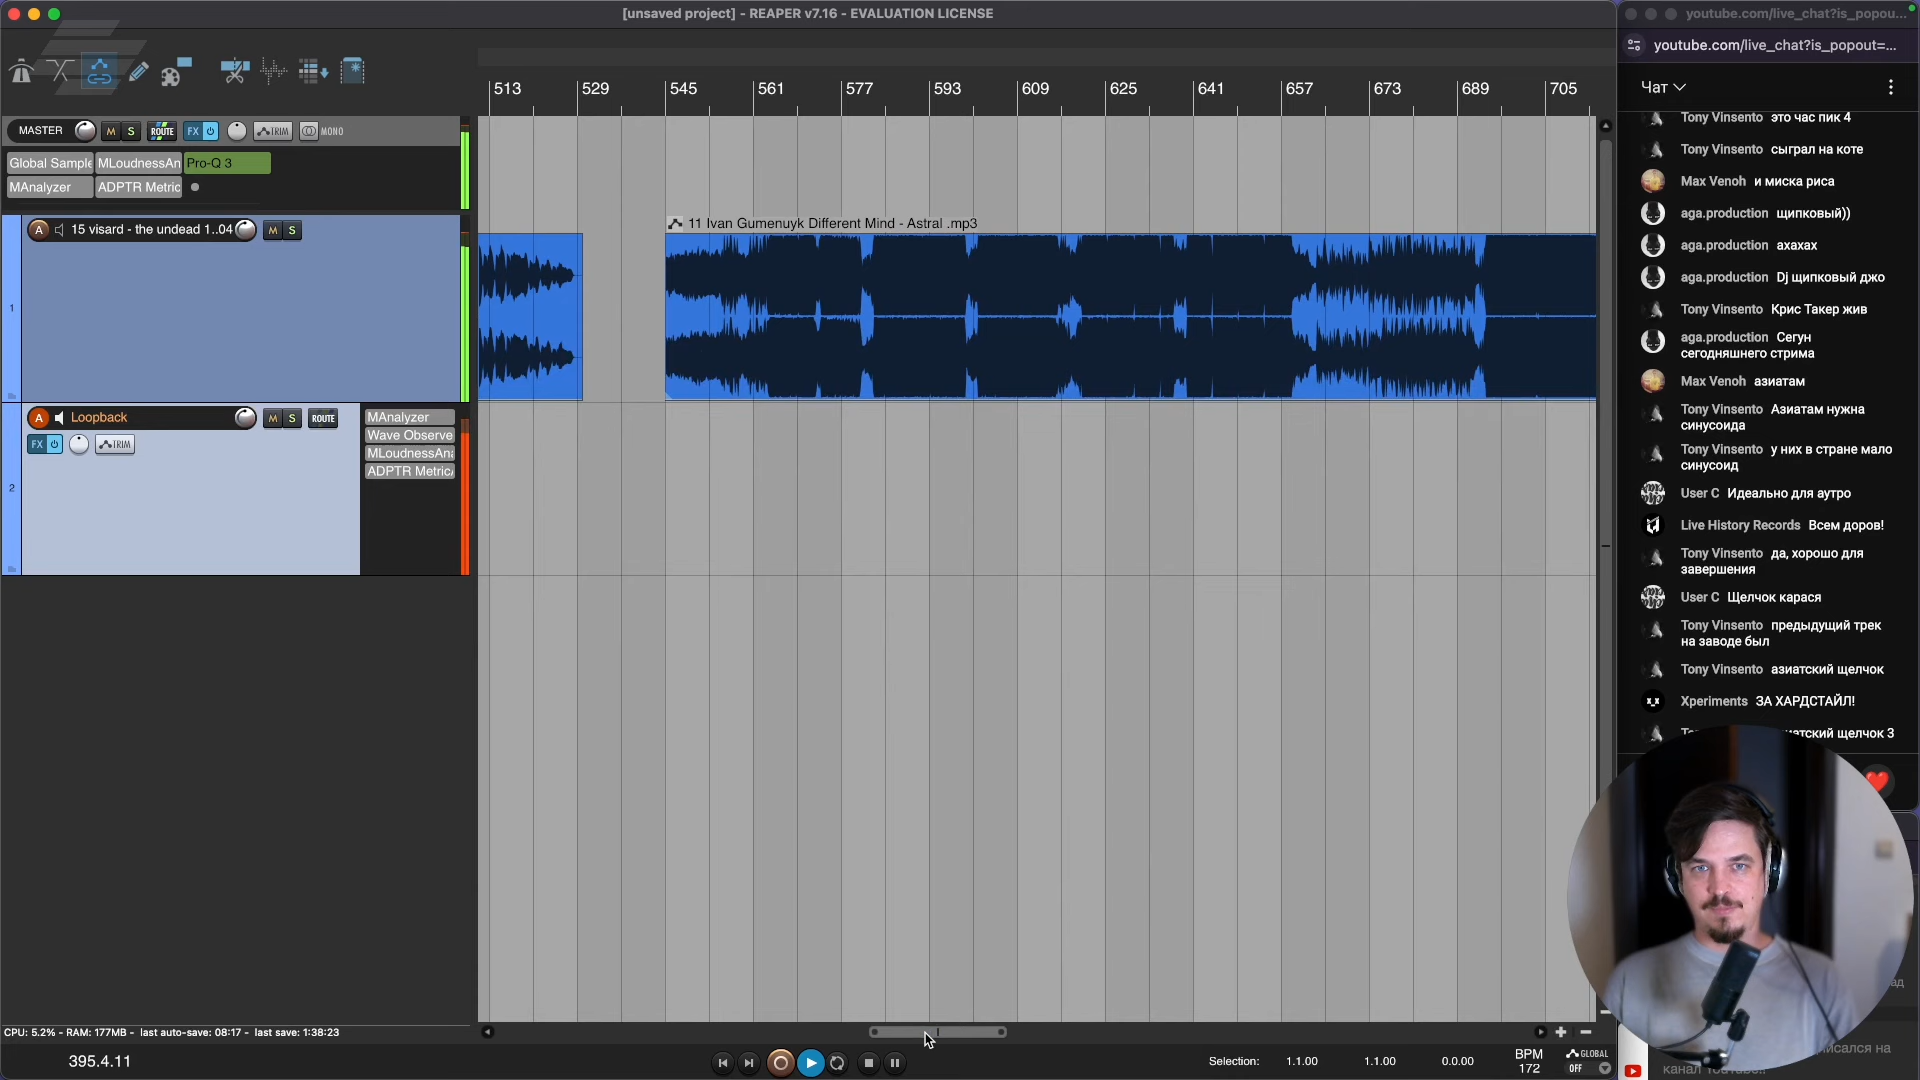 [unsaved project] - REAPER v7.16 - EVALUATION LICENSE
youtube.com/live_chat?is_popou...
youtube.com/live_chat?is_popout=...
513 529 545 561 577 593 609 625 641 657 673 689 705
MASTER M S ROUTE FX TRIM MONO
Global Sample MLoudnessAn Pro-Q 3
MAnalyzer ADPTR Metric
1
A 15 visard - the undead 1..04 M S
11 Ivan Gumenuyk Different Mind - Astral .mp3
2
A Loopback M S ROUTE
FX TRIM
MAnalyzer
Wave Observe
MLoudnessAna
ADPTR Metric
Чат
Tony Vinsento это час пик 4
Tony Vinsento сыграл на коте
Max Venoh и миска риса
aga.production щипковый))
aga.production ахахах
aga.production Dj щипковый джо
Tony Vinsento Крис Такер жив
aga.production Сегун
сегодняшнего стрима
Max Venoh азиатам
Tony Vinsento Азиатам нужна
синусоида
Tony Vinsento у них в стране мало
синусоид
User C Идеально для аутро
Live History Records Всем доров!
Tony Vinsento да, хорошо для
завершения
User C Щелчок карася
Tony Vinsento предыдущий трек
на заводе был
Tony Vinsento азиатский щелчок
Xperiments ЗА ХАРДСТАЙЛ!
щелчок 3
CPU: 5.2% - RAM: 177MB - last auto-save: 08:17 - last save: 1:38:23
395.4.11
Selection: 1.1.00 1.1.00 0.0.00
BPM
172
GLOBAL
OFF